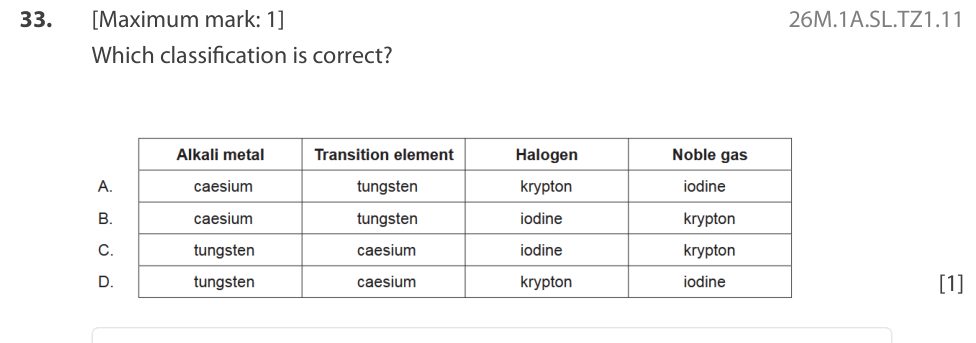 33. [Maximum mark: 1] 26M.1A.SL.TZ1.11
Which classification is correct?
Alkali metal Transition element Halogen Noble gas
A. caesium tungsten krypton iodine
B. caesium tungsten iodine krypton
C. tungsten caesium iodine krypton
D. tungsten caesium krypton iodine [1]